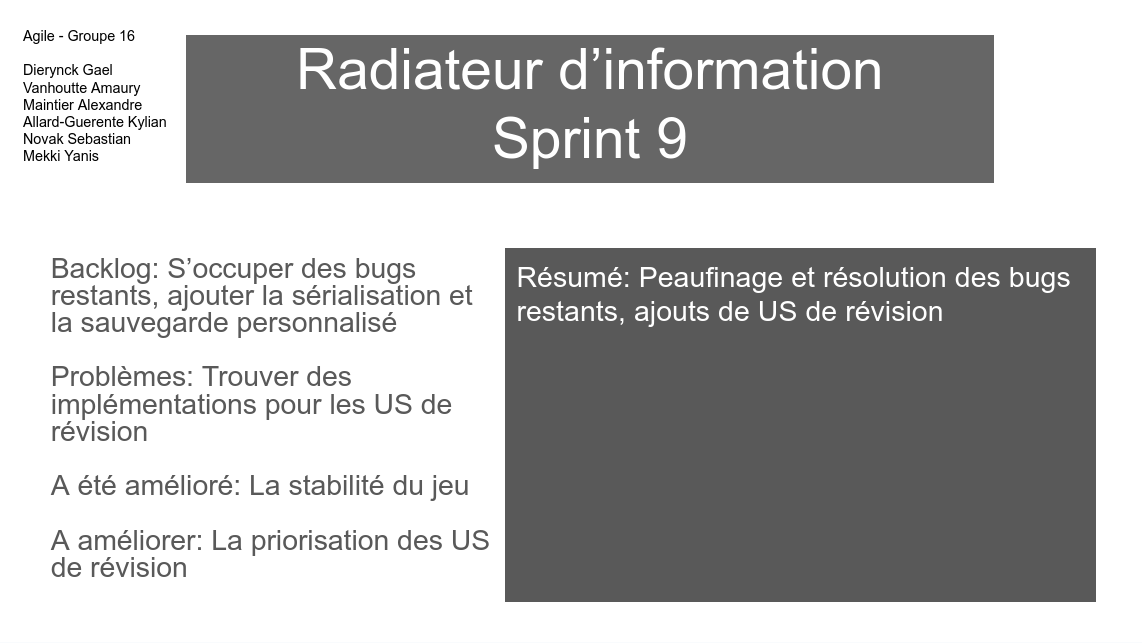 Agile - Groupe 16
Dierynck Gael
Vanhoutte Amaury
Maintier Alexandre
Allard-Guerente Kylian
Novak Sebastian
Mekki Yanis
Radiateur d’information
Sprint 9
Backlog: S’occuper des bugs
restants, ajouter la sérialisation et
la sauvegarde personnalisé
Problèmes: Trouver des
implémentations pour les US de
révision
A été amélioré: La stabilité du jeu
A améliorer: La priorisation des US
de révision
Résumé: Peaufinage et résolution des bugs
restants, ajouts de US de révision